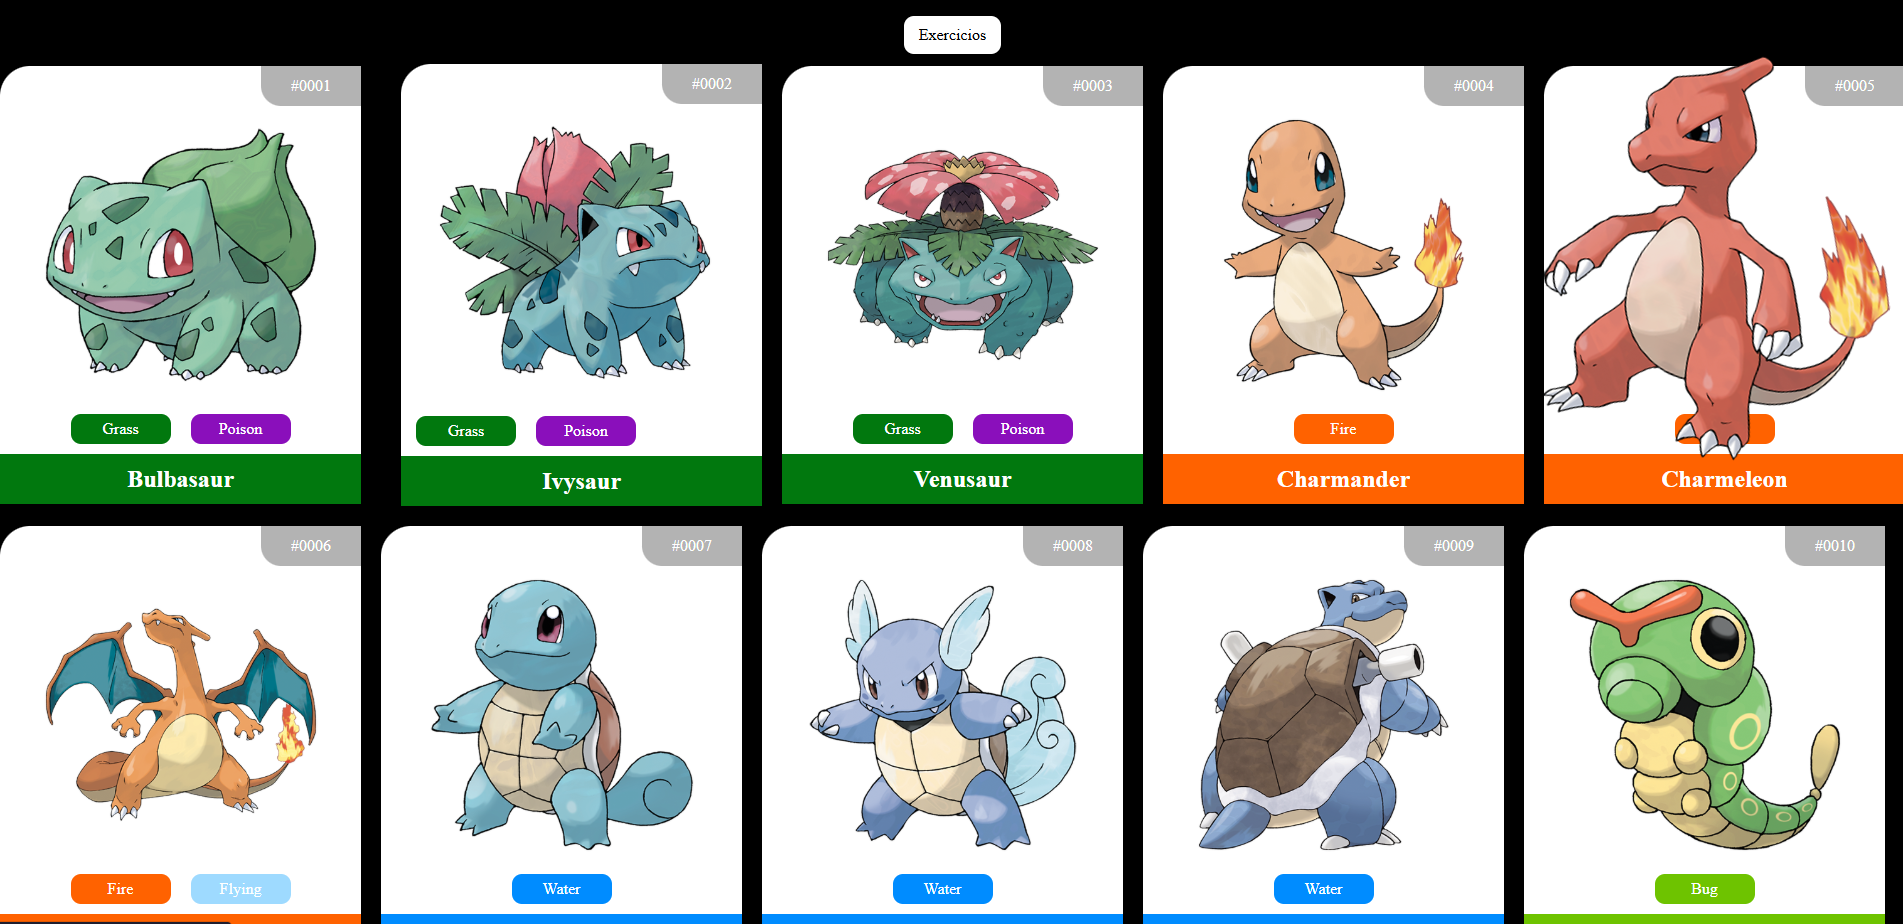 Exercicios
#0001
Grass
Poison
Bulbasaur
#0002
Grass
Poison
Ivysaur
#0003
Grass
Poison
Venusaur
#0004
Fire
Charmander
#0005
Charmeleon
#0006
Fire
Flying
#0007
Water
#0008
Water
#0009
Water
#0010
Bug